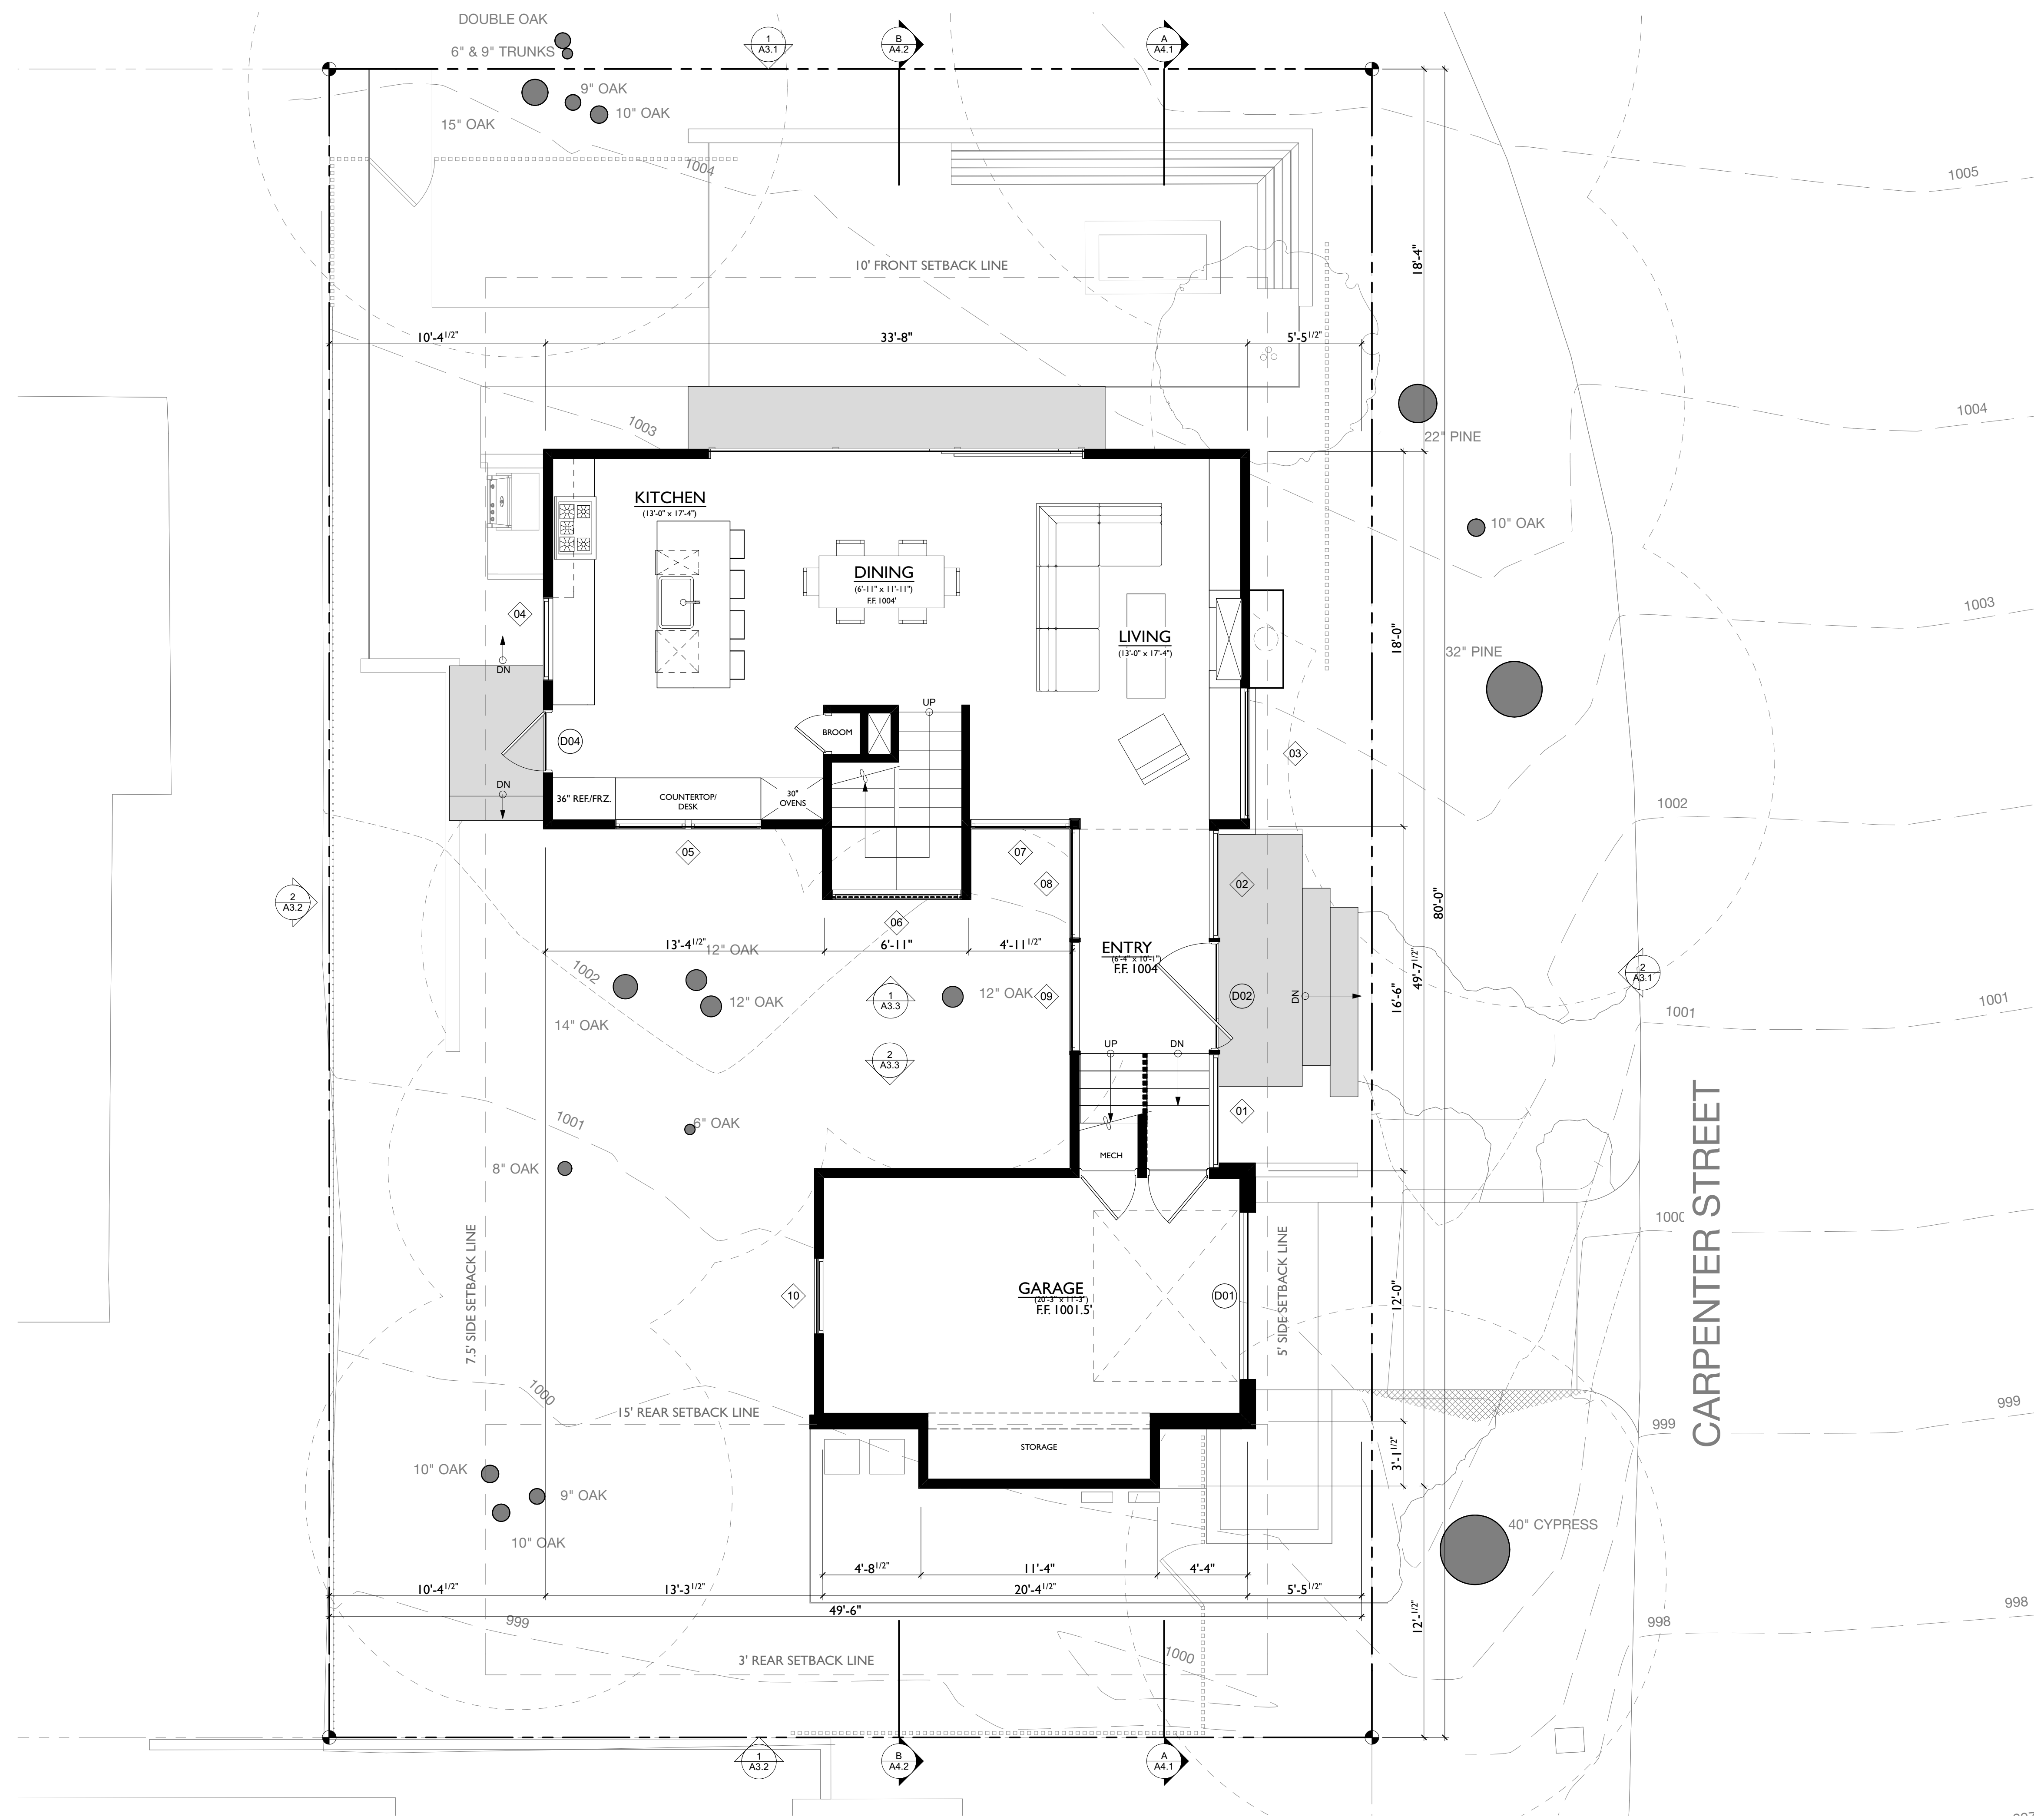 DOUBLE OAK
6" & 9" TRUNKS
1
A3.1
B
A4.2
A
A4.1
9" OAK
10" OAK
15" OAK
1004
1005
10' FRONT SETBACK LINE
18'-4"
10'-4 1/2"
33'-8"
5'-5 1/2"
1003
22" PINE
1004
KITCHEN
(13'-0" x 17'-4")
10" OAK
DINING
(6'-11" x 11'-11")
F.F. 1004'
04
LIVING
(13'-0" x 17'-4")
18'-0"
1003
32" PINE
DN
UP
BROOM
D04
03
DN
36" REF./FRZ.
COUNTERTOP/
DESK
30"
OVENS
1002
05
07
08
02
2
A3.2
80'-0"
06
13'-4 1/2"
6'-11"
4'-11 1/2"
12" OAK
ENTRY
(6'-4" x 10'-1")
F.F. 1004'
49'-7 1/2"
2
A3.1
1002
14" OAK
12" OAK
1
A3.3
12" OAK
09
D02
DN
16'-6"
1001
1001
2
A3.3
UP
DN
1001
6" OAK
01
8" OAK
MECH
CARPENTER STREET
1000
7.5' SIDE SETBACK LINE
5' SIDE SETBACK LINE
10
GARAGE
(20'-3" x 11'-3")
F.F. 1001.5'
D01
12'-0"
1000
15' REAR SETBACK LINE
999
999
STORAGE
3'-1 1/2"
10" OAK
9" OAK
10" OAK
40" CYPRESS
4'-8 1/2"
11'-4"
4'-4"
10'-4 1/2"
13'-3 1/2"
20'-4 1/2"
5'-5 1/2"
49'-6"
12'-1/2"
999
998
998
3' REAR SETBACK LINE
1000
1
A3.2
B
A4.2
A
A4.1